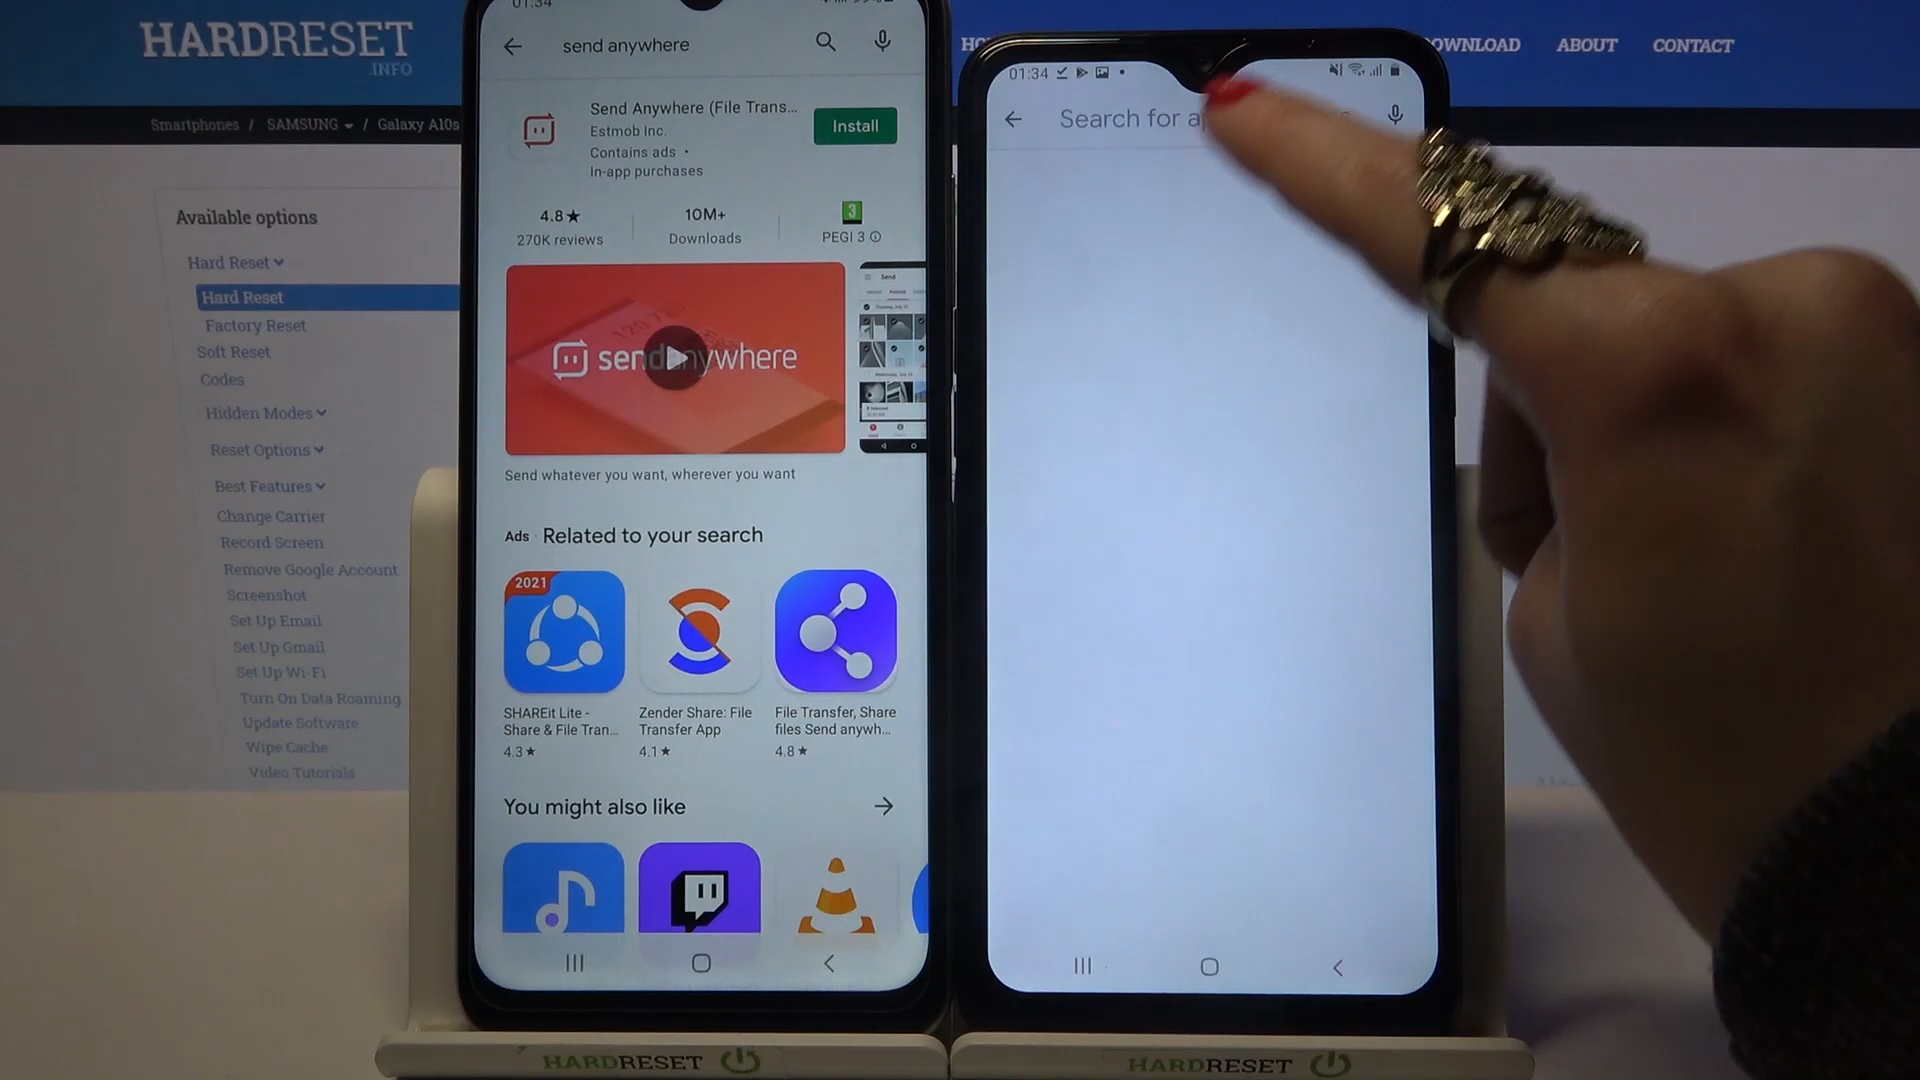 HARDRESET
.INFO
DOWNLOAD
ABOUT
CONTACT
Smartphones / SAMSUNG / Galaxy A10s
Available options
Hard Reset
Hard Reset
Factory Reset
Soft Reset
Codes
Hidden Modes
Reset Options
Best Features
Change Carrier
Record Screen
Remove Google Account
Screenshot
Set Up Email
Set Up Gmail
Set Up Wi-Fi
Turn On Data Roaming
Update Software
Wipe Cache
Video Tutorials
01:34
send anywhere
Send Anywhere (File Trans...
Estmob Inc.
Contains ads •
In-app purchases
Install
4.8★
270K reviews
10M+
Downloads
3
PEGI 3
sendanywhere
Send
Send whatever you want, wherever you want
Ads · Related to your search
2021
SHAREit Lite -
Share & File Tran...
4.3★
Zender Share: File
Transfer App
4.1★
File Transfer, Share
files Send anywh...
4.8★
You might also like
01:34
Search for
HARDRESET
HARDRESET